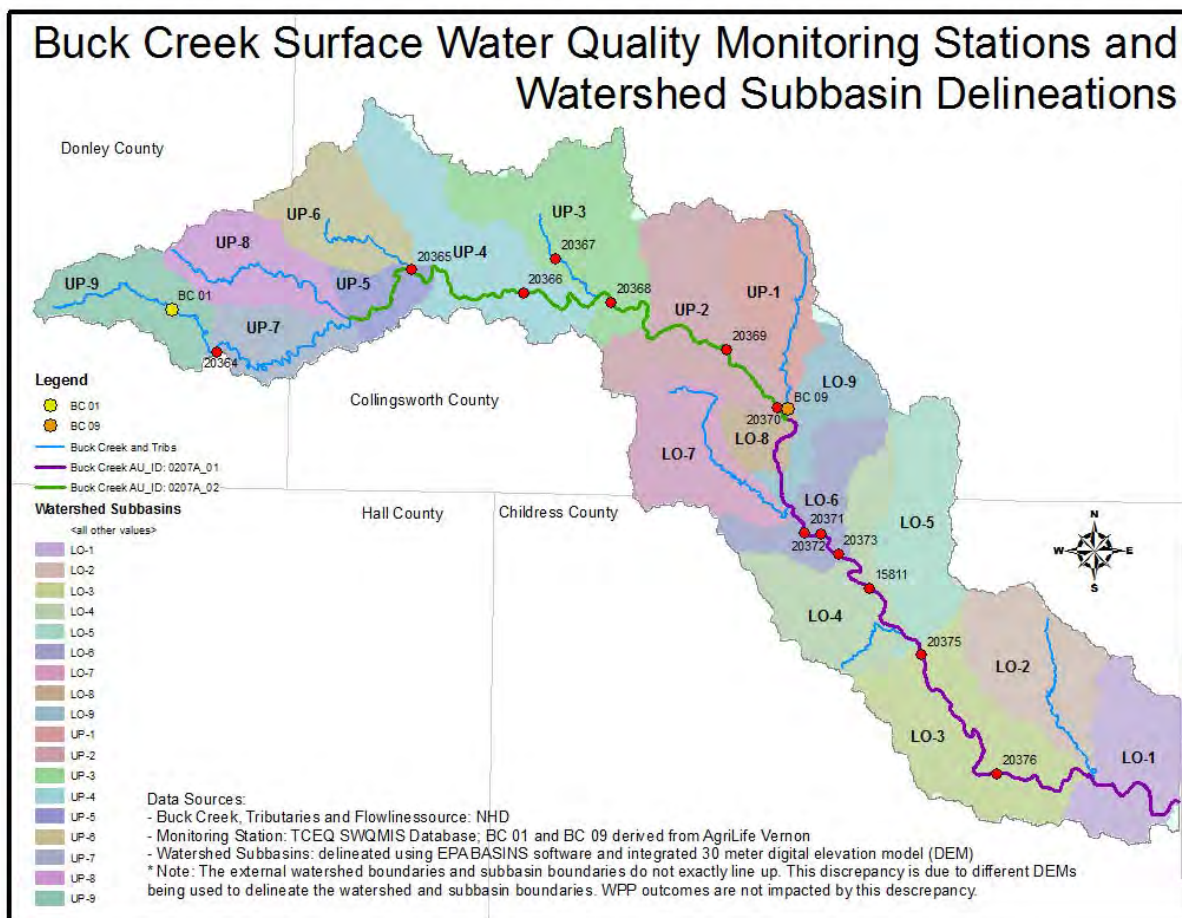 Buck Creek Surface Water Quality Monitoring Stations and
Watershed Subbasin Delineations
Donley County
UP-6
UP-3
UP-8
20367
20365
UP-4
UP-9
BC 01
UP-5
20366
20368
UP-2
UP-1
UP-7
20369
20364
LO-9
Collingsworth County
BC 09
20370
LO-8
LO-7
Legend
BC 01
BC 09
Buck Creek and Tribs
Buck Creek AU_ID: 0207A_01
Buck Creek AU_ID: 0207A_02
Hall County
Childress County
LO-6
LO-5
20371
20372
20373
15811
LO-4
20375
LO-2
LO-3
20376
LO-1
N
W
E
S
Watershed Subbasins
<all other values>
LO-1
LO-2
LO-3
LO-4
LO-5
LO-6
LO-7
LO-8
LO-9
UP-1
UP-2
UP-3
UP-4
UP-5
UP-6
UP-7
UP-8
UP-9
Data Sources:
- Buck Creek, Tributaries and Flowlinessource: NHD
- Monitoring Station: TCEQ SWQMIS Database; BC 01 and BC 09 derived from AgriLife Vernon
- Watershed Subbasins: delineated using EPA BASINS software and integrated 30 meter digital elevation model (DEM)
* Note: The external watershed boundaries and subbasin boundaries do not exactly line up. This discrepancy is due to different DEMs
being used to delineate the watershed and subbasin boundaries. WPP outcomes are not impacted by this descrepancy.